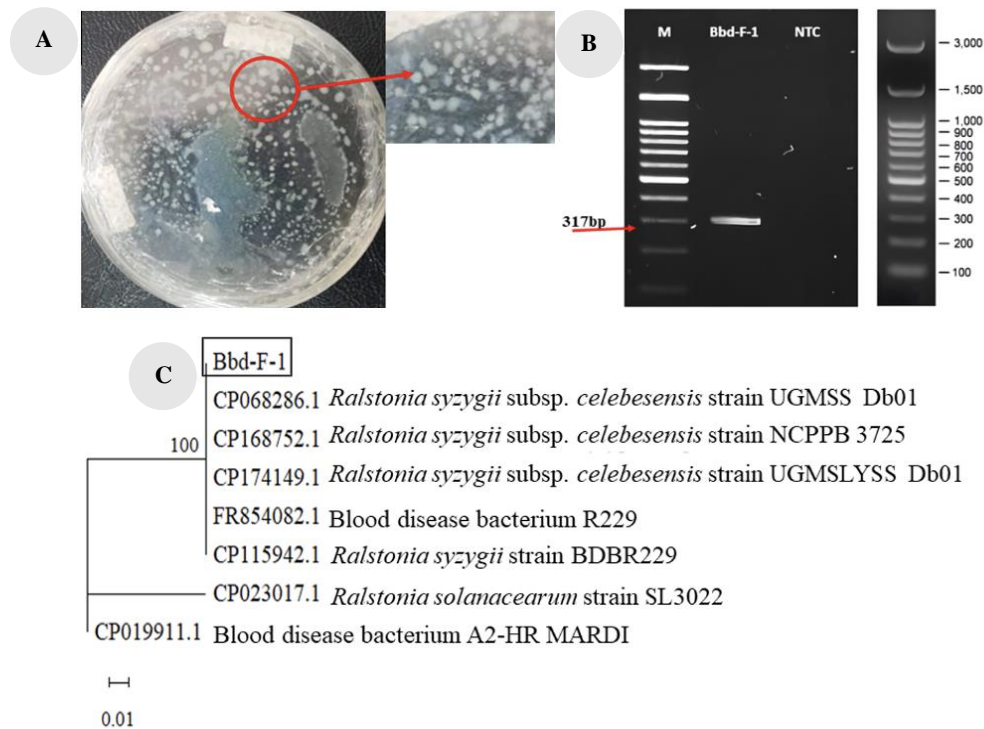 A
B
M Bbd-F-1 NTC
317bp
3,000
1,500
1,000
900
800
700
600
500
400
300
200
100
C
Bbd-F-1
CP068286.1 Ralstonia syzygii subsp. celebesensis strain UGMSS Db01
100
CP168752.1 Ralstonia syzygii subsp. celebesensis strain NCPPB 3725
CP174149.1 Ralstonia syzygii subsp. celebesensis strain UGMSLYSS Db01
FR854082.1 Blood disease bacterium R229
CP115942.1 Ralstonia syzygii strain BDBR229
CP023017.1 Ralstonia solanacearum strain SL3022
CP019911.1 Blood disease bacterium A2-HR MARDI
0.01